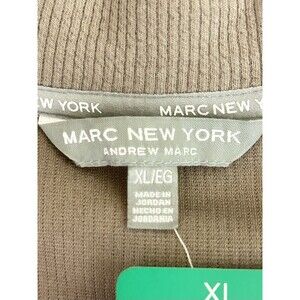 W YORK
MARC NEW YORK
MARC NEW YORK
ANDREW MARC
XL/EG
MADE IN
JORDAN
HECHO EN
JORDANIA
XL